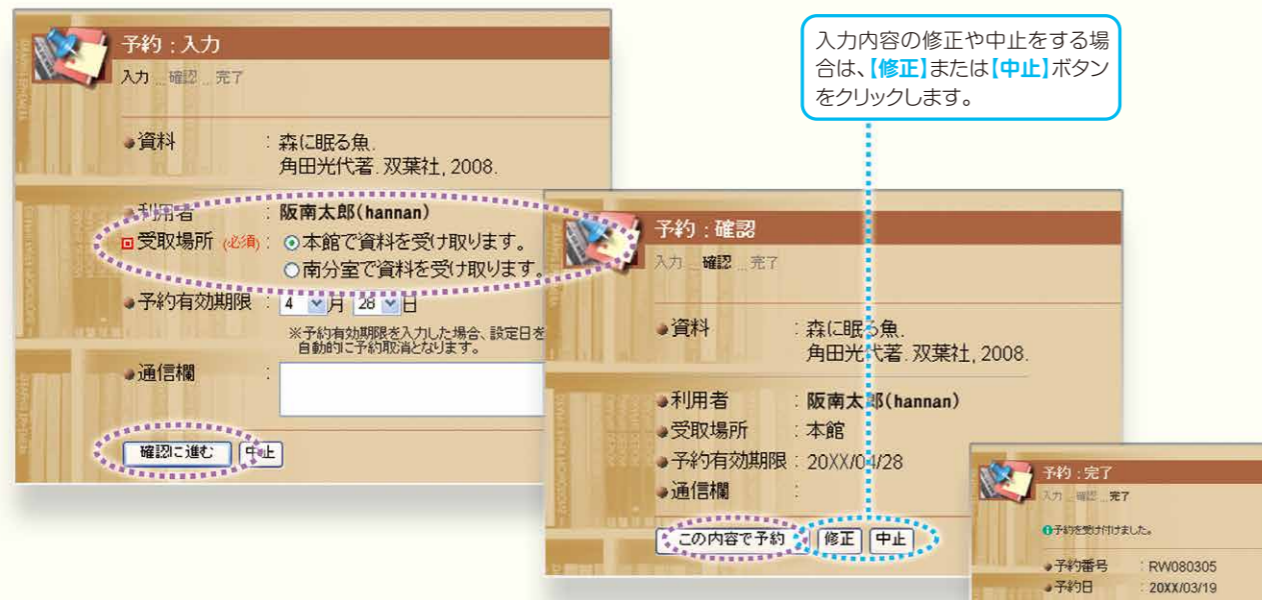 予約 : 入力
入力 ... 確認 ... 完了
資料 : 森に眠る魚.
角田光代著. 双葉社, 2008.
利用者 : 阪南太郎(hannan)
受取場所 (必須) : 本館で資料を受け取ります。
南分室で資料を受け取ります。
予約有効期限 : 4 月 28 日
※予約有効期限を入力した場合、設定日を
自動的に予約取消となります。
通信欄 :
確認に進む 中止
入力内容の修正や中止をする場
合は、【修正】または【中止】ボタン
をクリックします。
予約 : 確認
入力 ... 確認 ... 完了
資料 : 森に眠る魚.
角田光代著. 双葉社, 2008.
利用者 : 阪南太郎(hannan)
受取場所 : 本館
予約有効期限 : 20XX/04/28
通信欄 :
この内容で予約 修正 中止
予約 : 完了
入力 ... 確認 ... 完了
予約を受け付けました。
予約番号 : RW080305
予約日 : 20XX/03/19